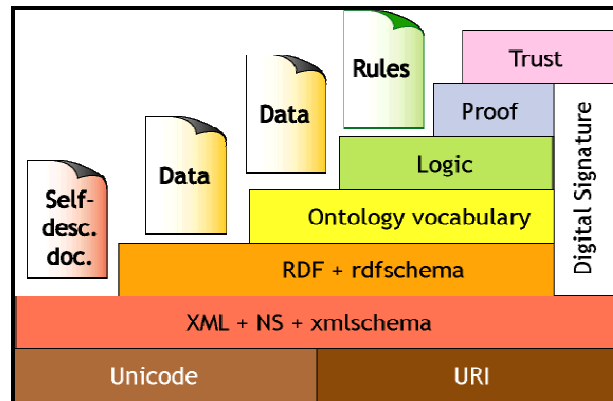 Rules
Trust
Data
Proof
Data
Logic
Self-
desc.
doc.
Ontology vocabulary
Digital Signature
RDF + rdfschema
XML + NS + xmlschema
Unicode
URI